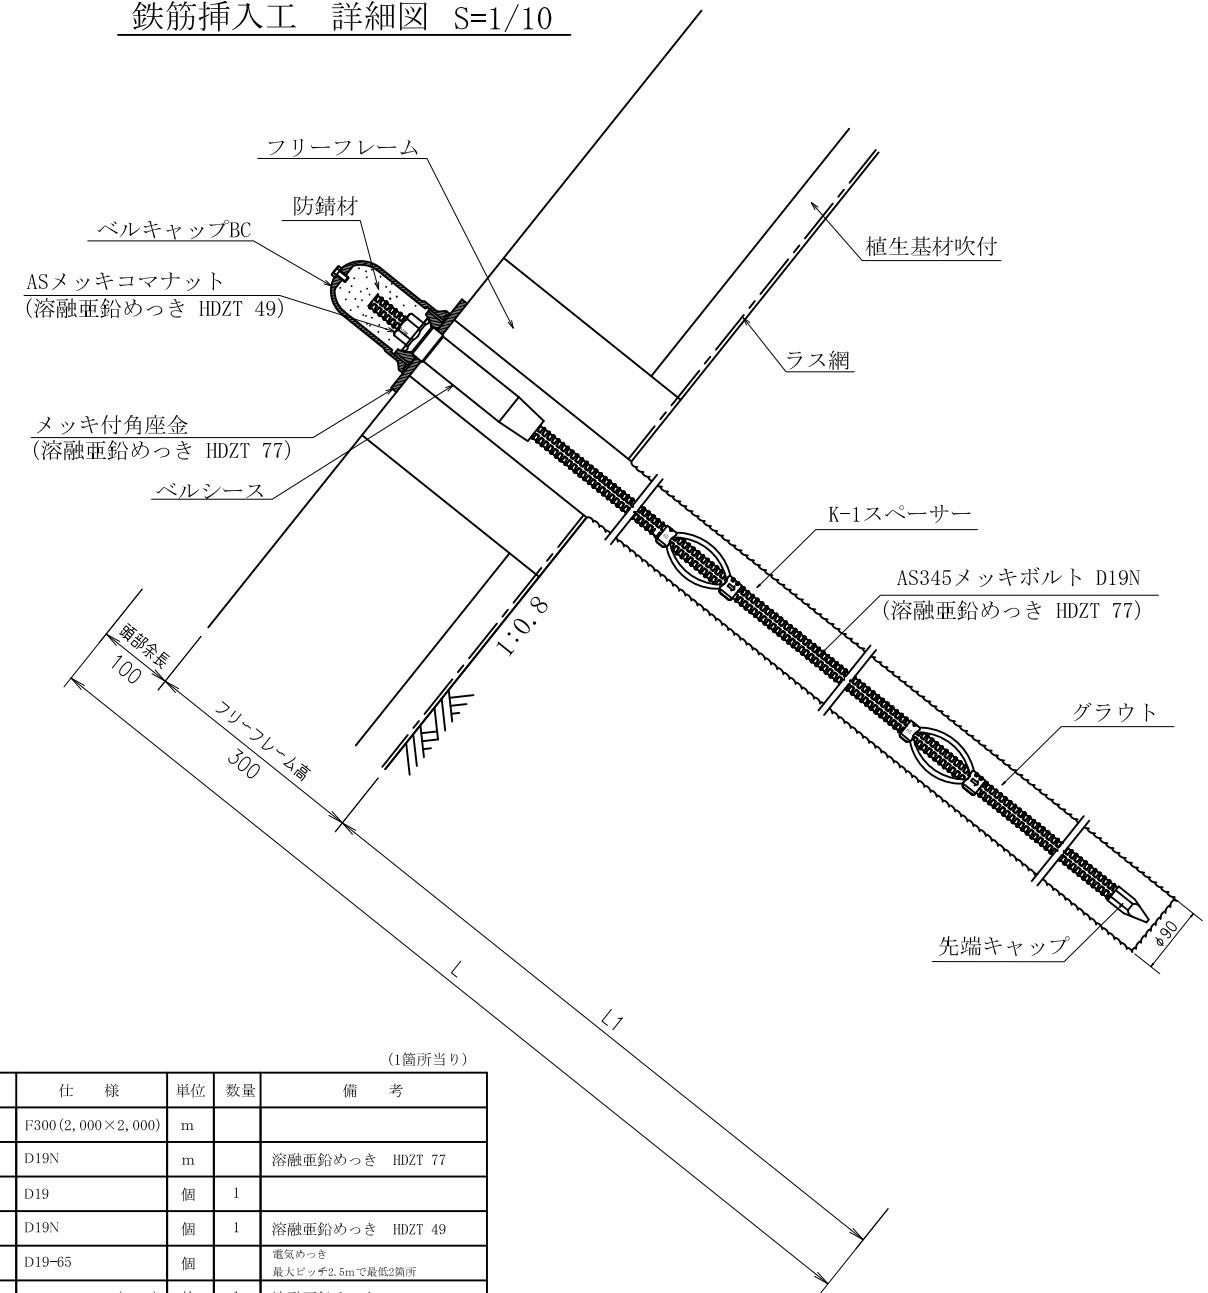 鉄筋挿入工　詳細図 S=1/10
フリーフレーム
防錆材
ベルキャップBC
植生基材吹付
ASメッキコマナット
(溶融亜鉛めっき HDZT 49)
ラス網
メッキ付角座金
(溶融亜鉛めっき HDZT 77)
ベルシース
K-1スペーサー
AS345メッキボルト D19N
(溶融亜鉛めっき HDZT 77)
1:0.8
頭部余長
100
フリーフレーム高
300
グラウト
先端キャップ
φ90
L
L1
(1箇所当り)
仕　様 単位 数量 備　考
F300(2,000×2,000) m
D19N m 溶融亜鉛めっき HDZT 77
D19 個 1
D19N 個 1 溶融亜鉛めっき HDZT 49
D19-65 個 電気めっき
最大ピッチ2.5mで最低2箇所